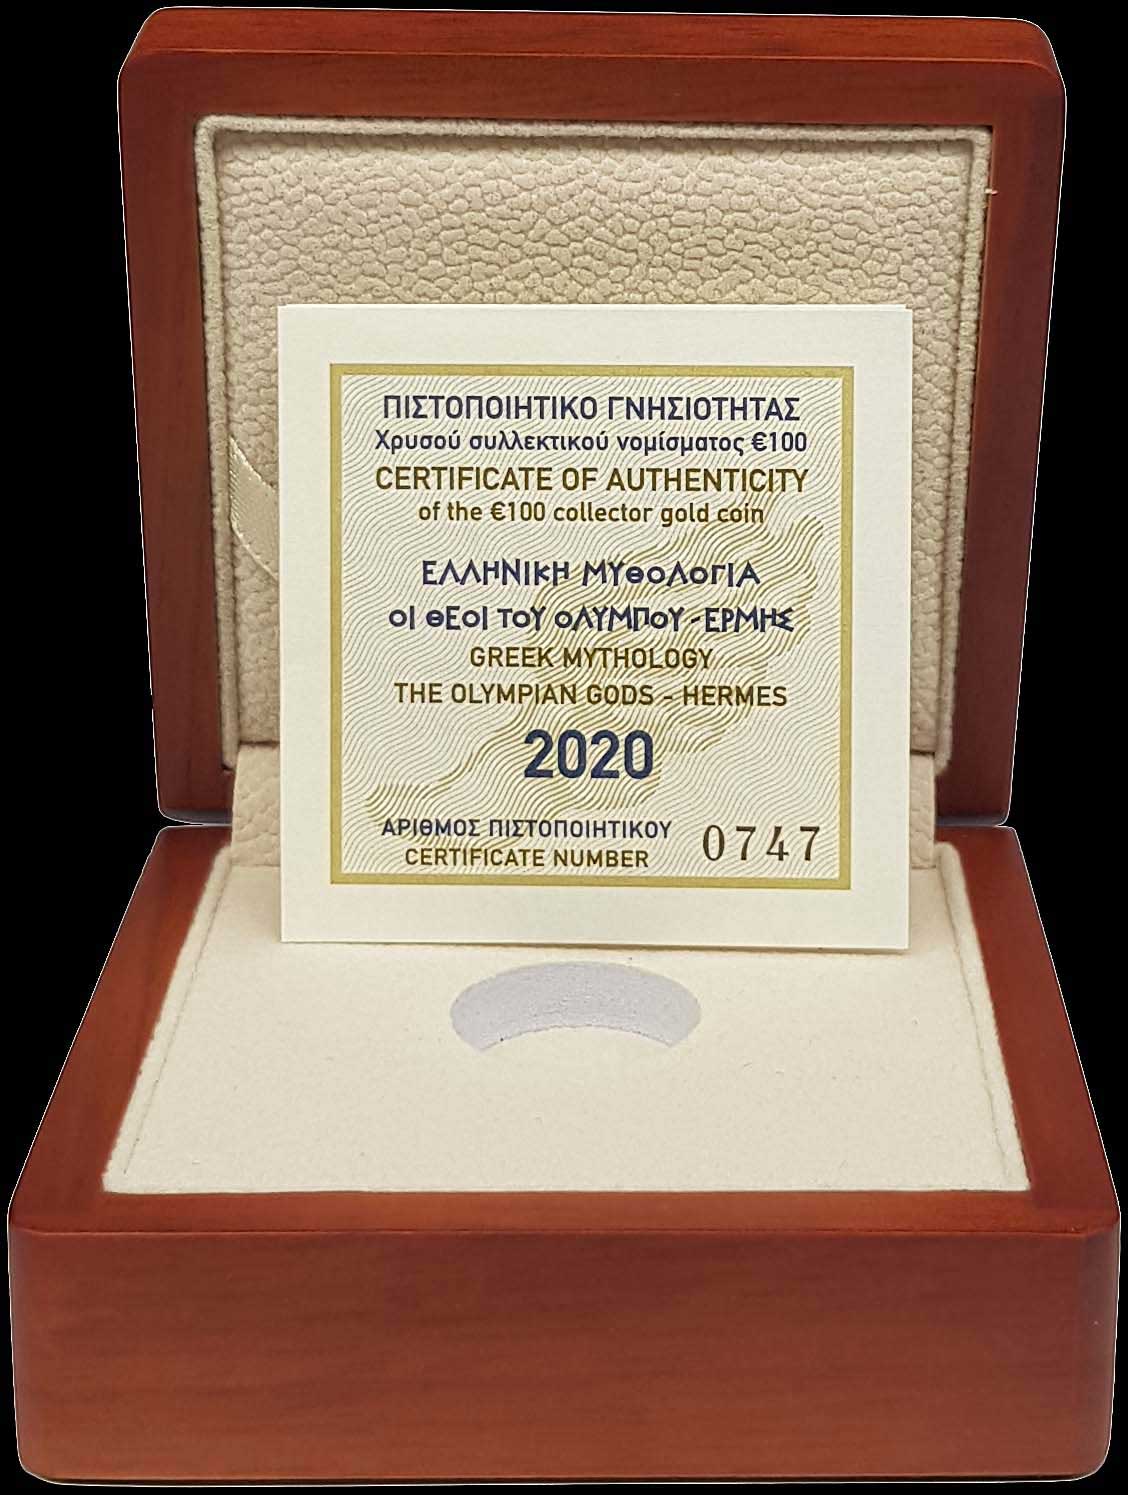 ΠΙΣΤΟΠΟΙΗΤΙΚΟ ΓΝΗΣΙΟΤΗΤΑΣ
Χρυσού συλλεκτικού νομίσματος €100
CERTIFICATE OF AUTHENTICITY
of the €100 collector gold coin
ΕΛΛΗΝΙΚΗ ΜΥΘΟΛΟΓΙΑ
ΟΙ ΘΕΟΙ ΤΟΥ ΟΛΥΜΠΟΥ - ΕΡΜΗΣ
GREEK MYTHOLOGY
THE OLYMPIAN GODS - HERMES
2020
ΑΡΙΘΜΟΣ ΠΙΣΤΟΠΟΙΗΤΙΚΟΥ 0747
CERTIFICATE NUMBER